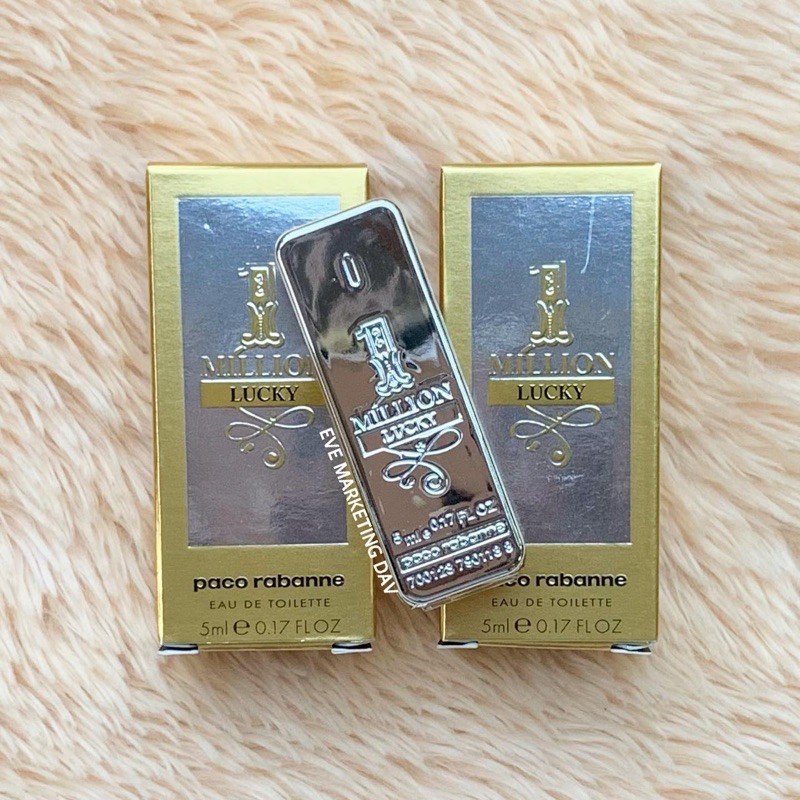 1
MILLION
LUCKY
paco rabanne
EAU DE TOILETTE
5ml e 0.17 FL OZ
1
MILLION
LUCKY
5 ml e 0.17 FL OZ
paco rabanne
EVE MARKETING DAV
1
MILLION
LUCKY
co rabanne
EAU DE TOILETTE
5ml e 0.17 FL OZ